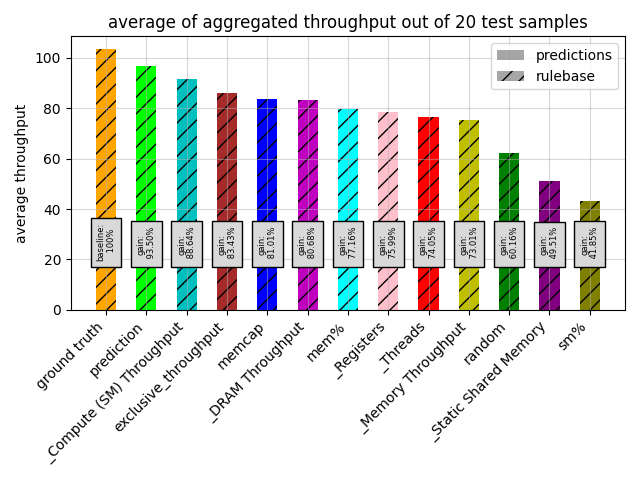 average of aggregated throughput out of 20 test samples
predictions
rulebase
average throughput
100
80
60
40
20
0
baseline:
100%
gain:
93.50%
gain:
88.64%
gain:
83.43%
gain:
81.01%
gain:
80.68%
gain:
77.16%
gain:
75.99%
gain:
74.05%
gain:
73.01%
gain:
60.16%
gain:
49.51%
gain:
41.85%
ground truth
prediction
_Compute (SM) Throughput
exclusive_throughput
memcap
_DRAM Throughput
mem%
_Registers
_Threads
_Memory Throughput
random
_Static Shared Memory
sm%